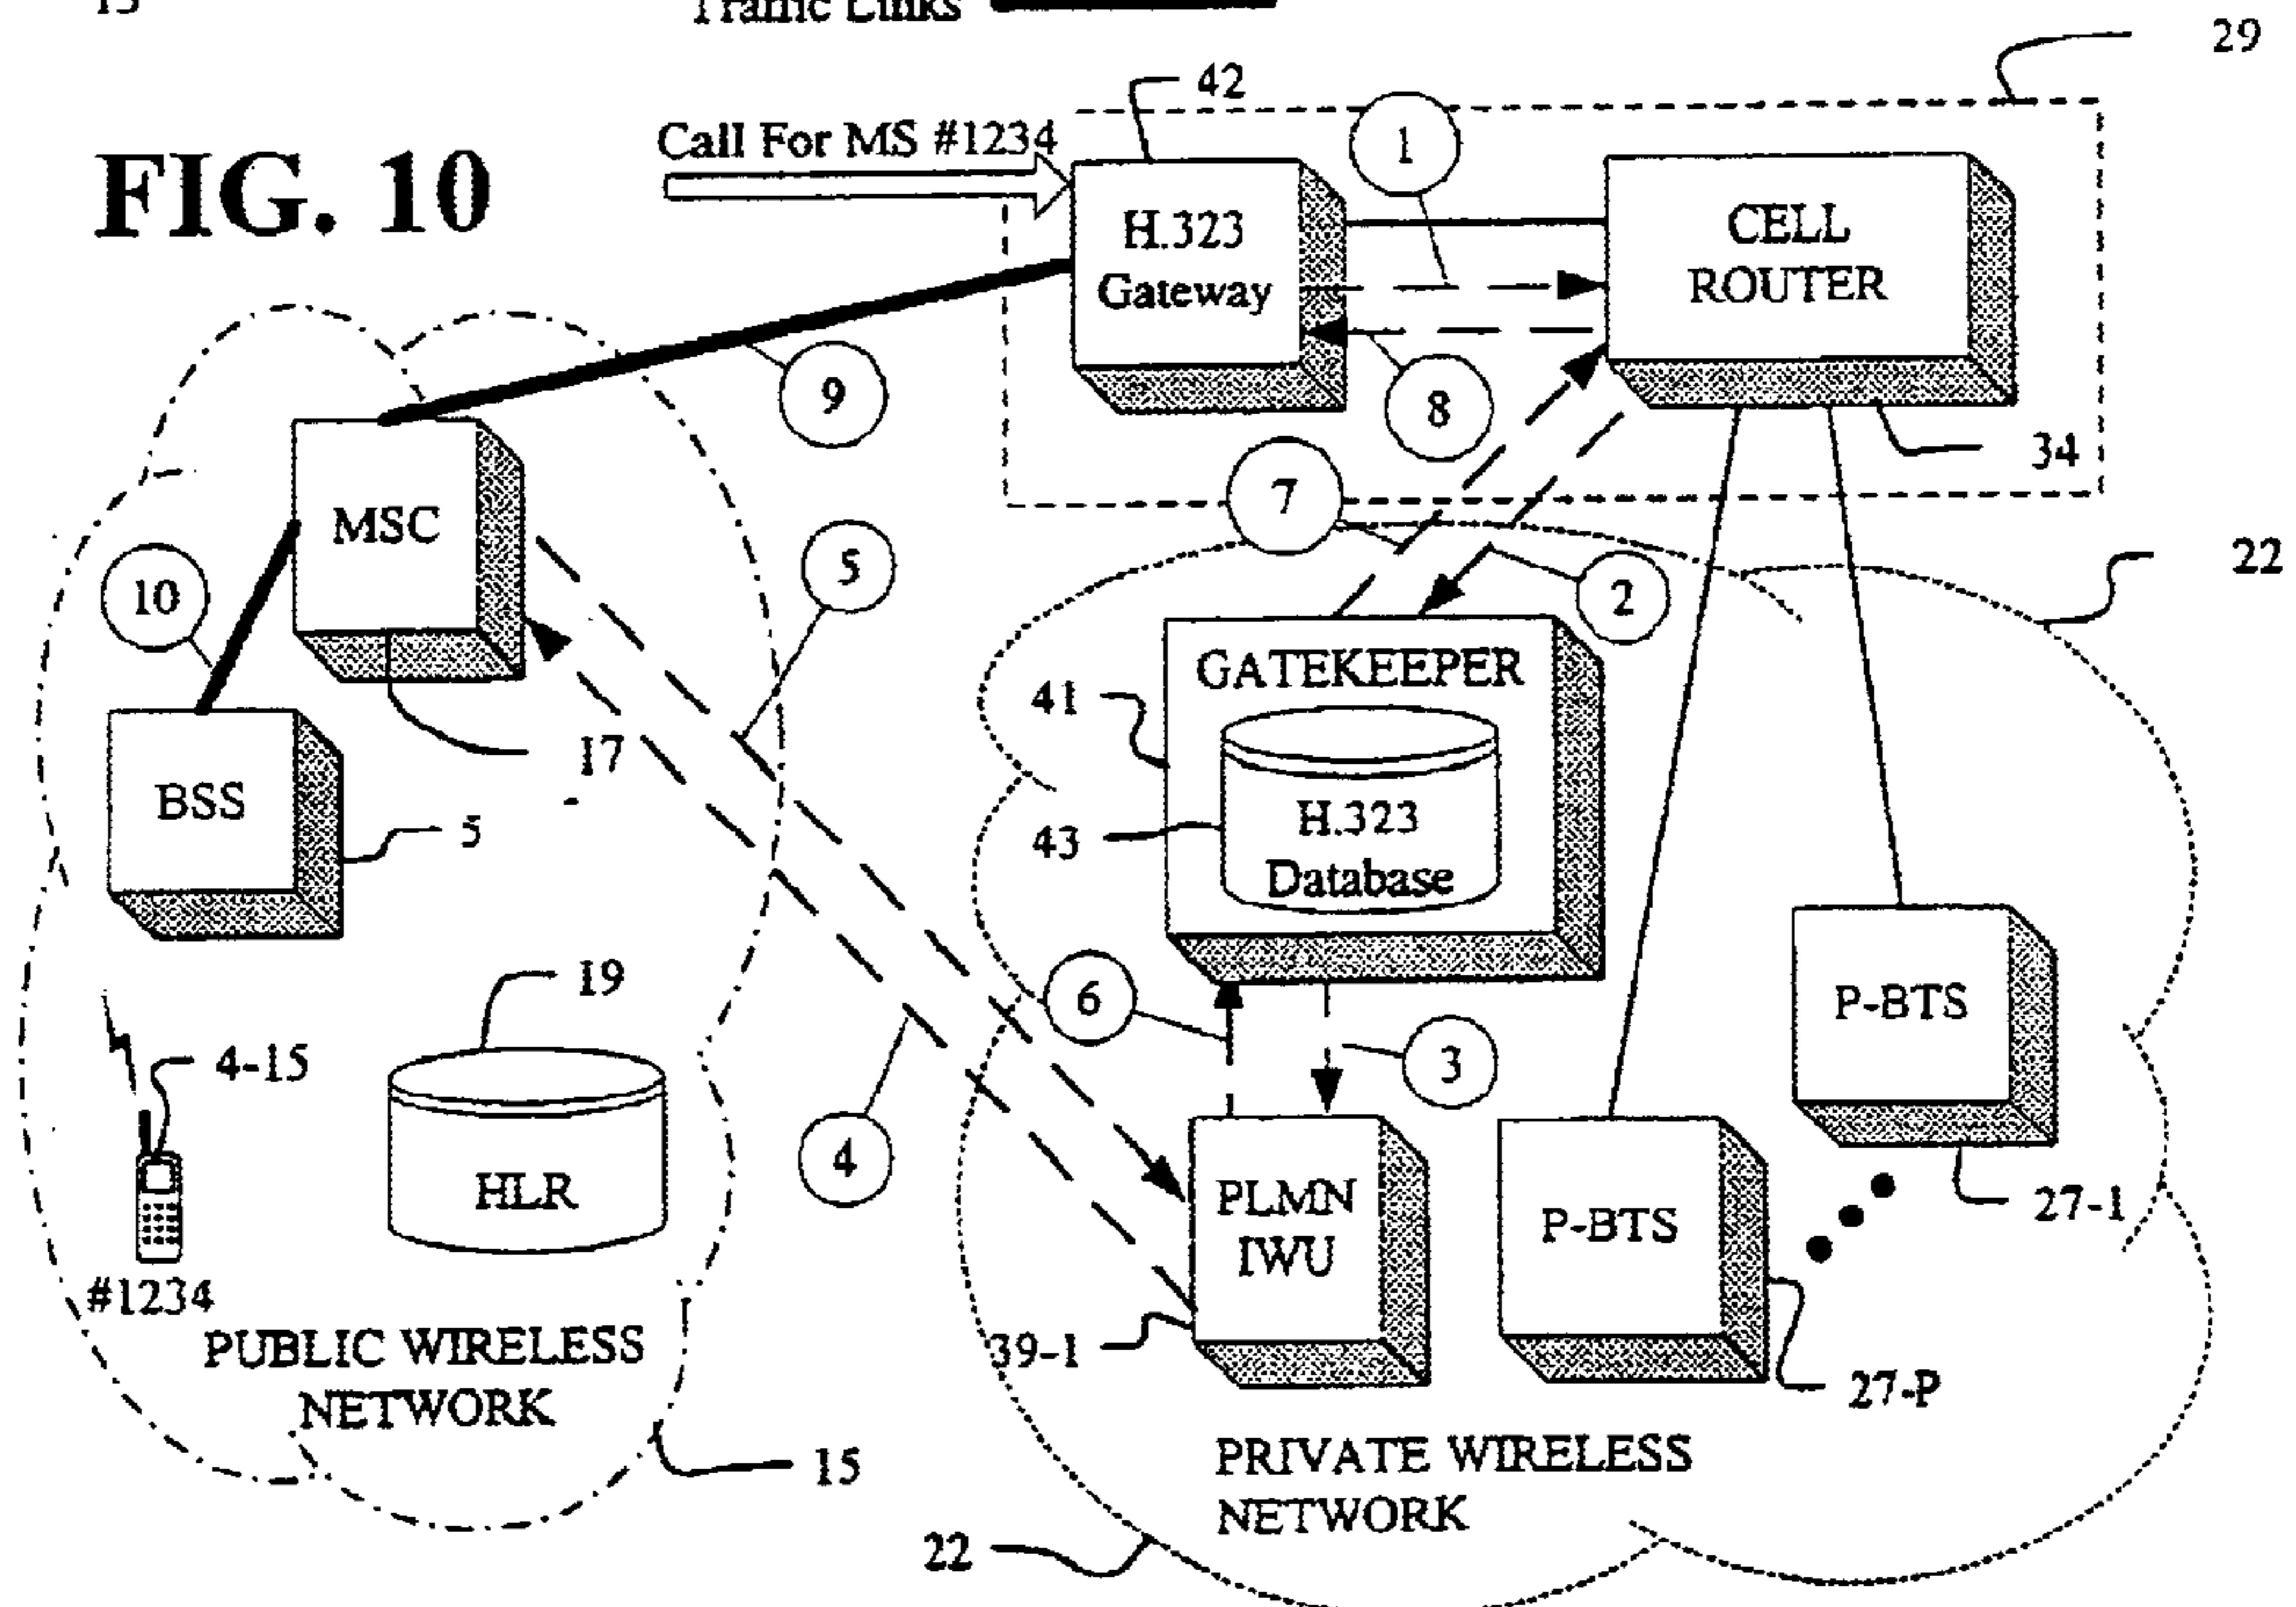 Traffic Links
29
42
Call For MS #1234
1
FIG. 10
H.323
Gateway
CELL
ROUTER
9
8
34
7
MSC
5
10
2
22
GATEKEEPER
41
17
BSS
5
H.323
Database
43
19
6
P-BTS
4-15
3
4
HLR
PLMN
IWU
P-BTS
27-1
#1234
PUBLIC WIRELESS
NETWORK
39-1
27-P
15
PRIVATE WIRELESS
NETWORK
22